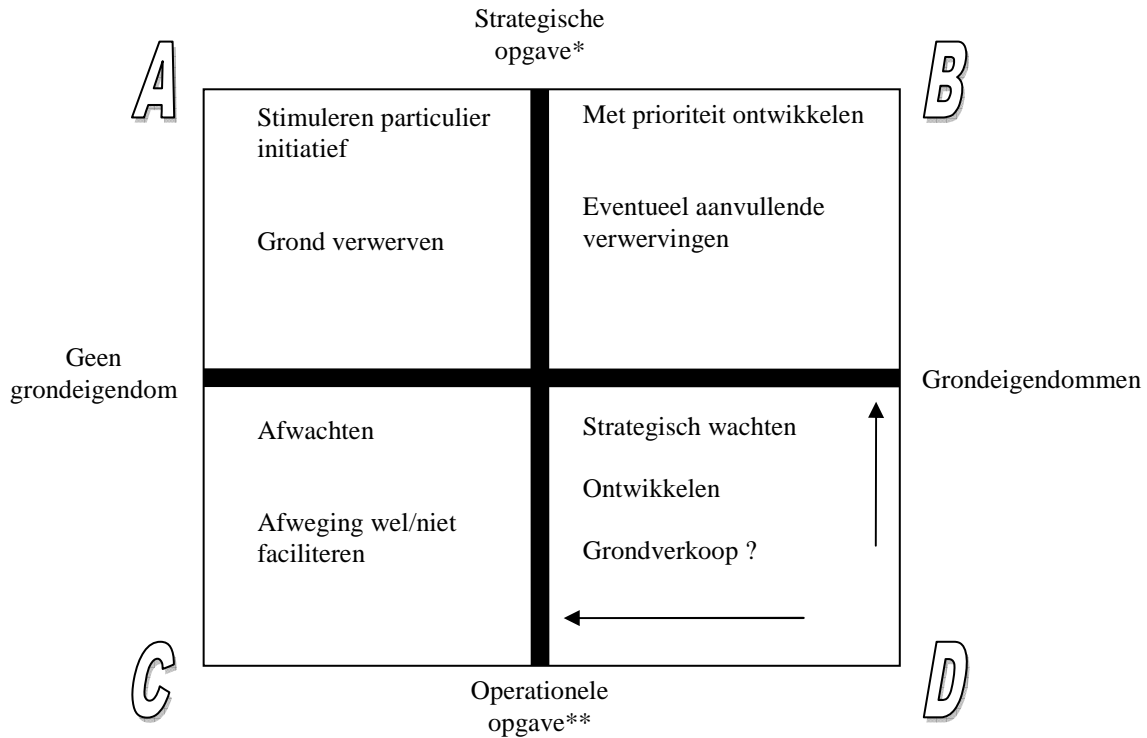 Strategische
opgave*
A
B
Stimuleren particulier
initiatief
Grond verwerven
Met prioriteit ontwikkelen
Eventueel aanvullende
verwervingen
Geen
grondeigendom
Grondeigendommen
Afwachten
Afweging wel/niet
faciliteren
Strategisch wachten
Ontwikkelen
Grondverkoop ?
C
D
Operationele
opgave**